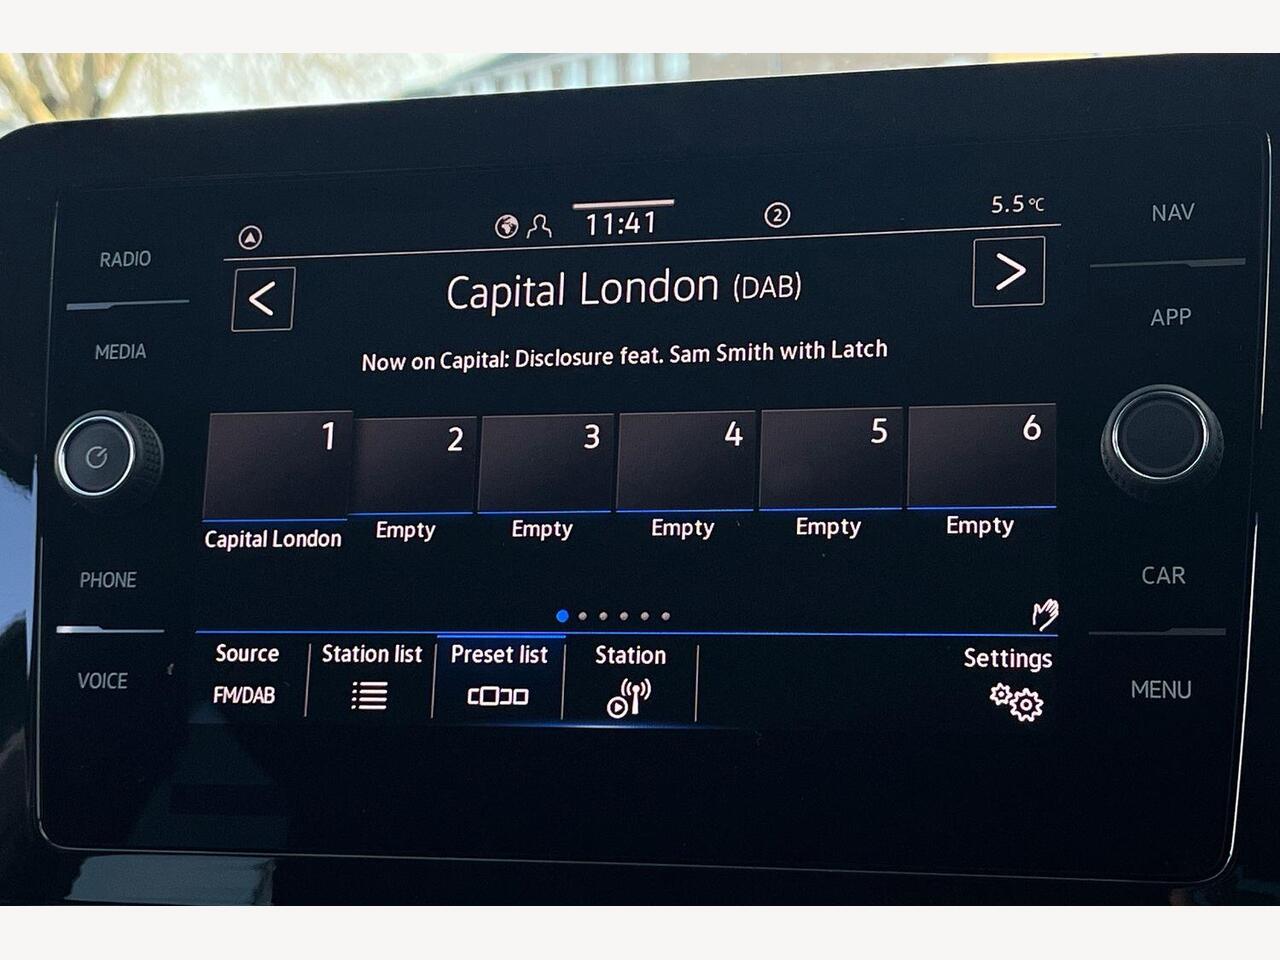 RADIO
MEDIA
PHONE
VOICE
11:41
2
5.5°C
< Capital London (DAB) >
Now on Capital: Disclosure feat. Sam Smith with Latch
1 2 3 4 5 6
Capital London Empty Empty Empty Empty Empty
Source Station list Preset list Station Settings
FM/DAB
NAV
APP
CAR
MENU